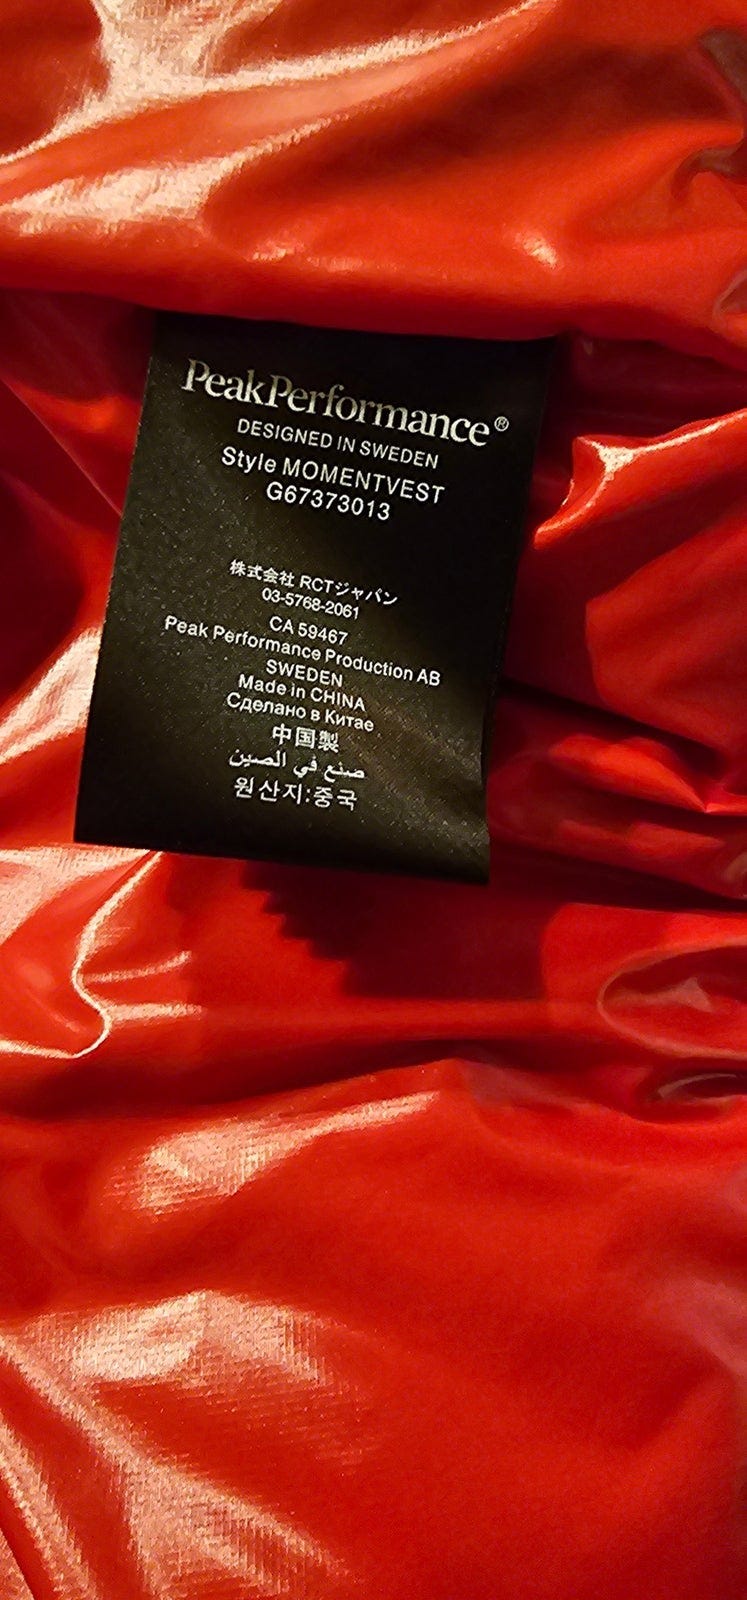 PeakPerformance®
DESIGNED IN SWEDEN
Style MOMENTVEST
G67373013
株式会社 RCTジャパン
03-5768-2061
CA 59467
Peak Performance Production AB
SWEDEN
Made in CHINA
Сделано в Китае
中国製
صنع في الصين
원산지:중국